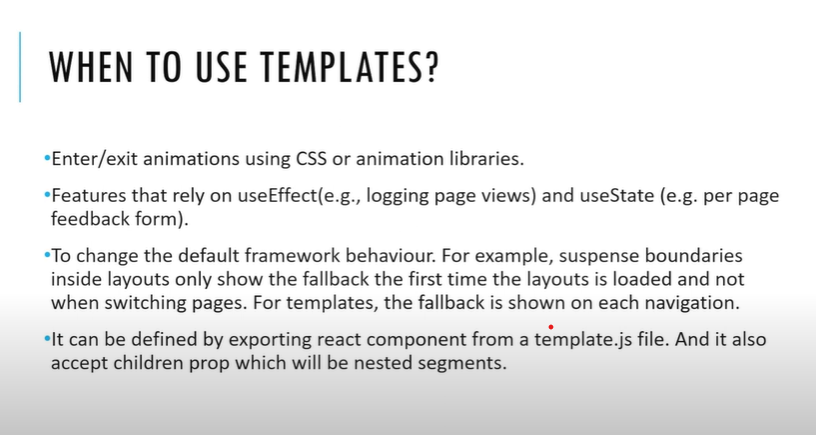 WHEN TO USE TEMPLATES?
•Enter/exit animations using CSS or animation libraries.
•Features that rely on useEffect(e.g., logging page views) and useState (e.g. per page
feedback form).
•To change the default framework behaviour. For example, suspense boundaries
inside layouts only show the fallback the first time the layouts is loaded and not
when switching pages. For templates, the fallback is shown on each navigation.
•It can be defined by exporting react component from a template.js file. And it also
accept children prop which will be nested segments.